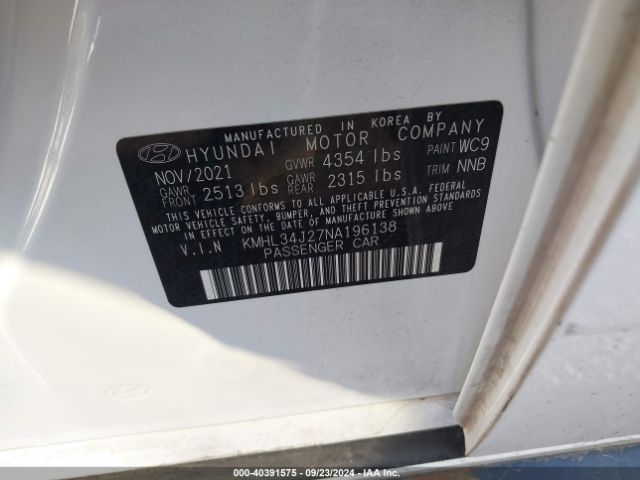 MANUFACTURED IN KOREA BY
HYUNDAI MOTOR COMPANY
NOV/2021 GVWR 4354 lbs PAINT WC9
GAWR FRONT 2513 lbs GAWR REAR 2315 lbs TRIM NNB
THIS VEHICLE CONFORMS TO ALL APPLICABLE U.S.A. FEDERAL
MOTOR VEHICLE SAFETY, BUMPER, AND THEFT PREVENTION
STANDARDS IN EFFECT ON THE DATE OF MANUFACTURE SHOWN ABOVE.
V.I.N KMHL34J27NA196138
PASSENGER CAR
000-40391575 - 09/23/2024 - IAA Inc.